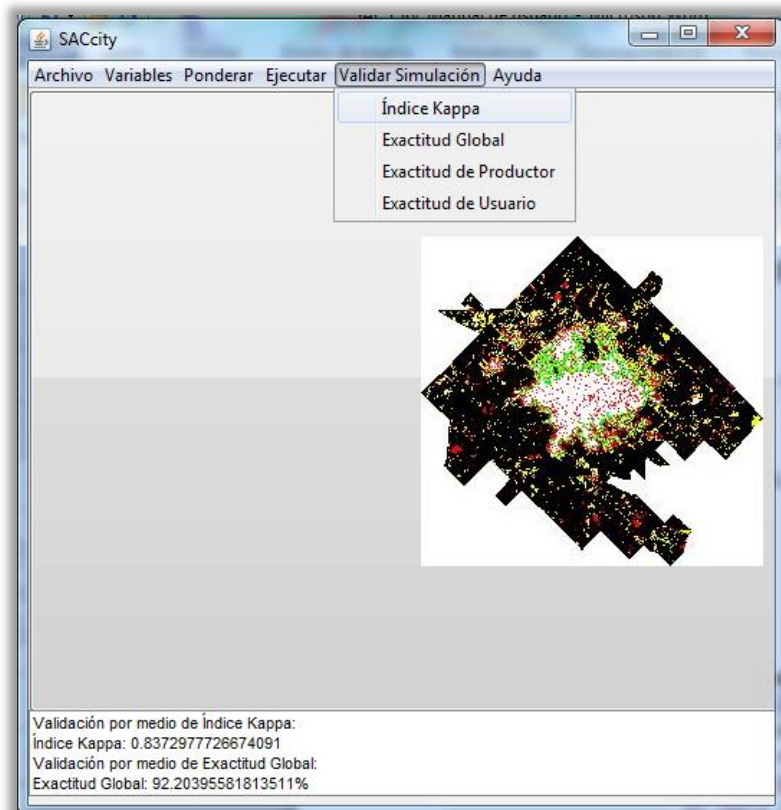 SACcity
Archivo Variables Ponderar Ejecutar Validar Simulación Ayuda
Índice Kappa
Exactitud Global
Exactitud de Productor
Exactitud de Usuario
Validación por medio de Índice Kappa:
Índice Kappa: 0.8372977726674091
Validación por medio de Exactitud Global:
Exactitud Global: 92.20395581813511%